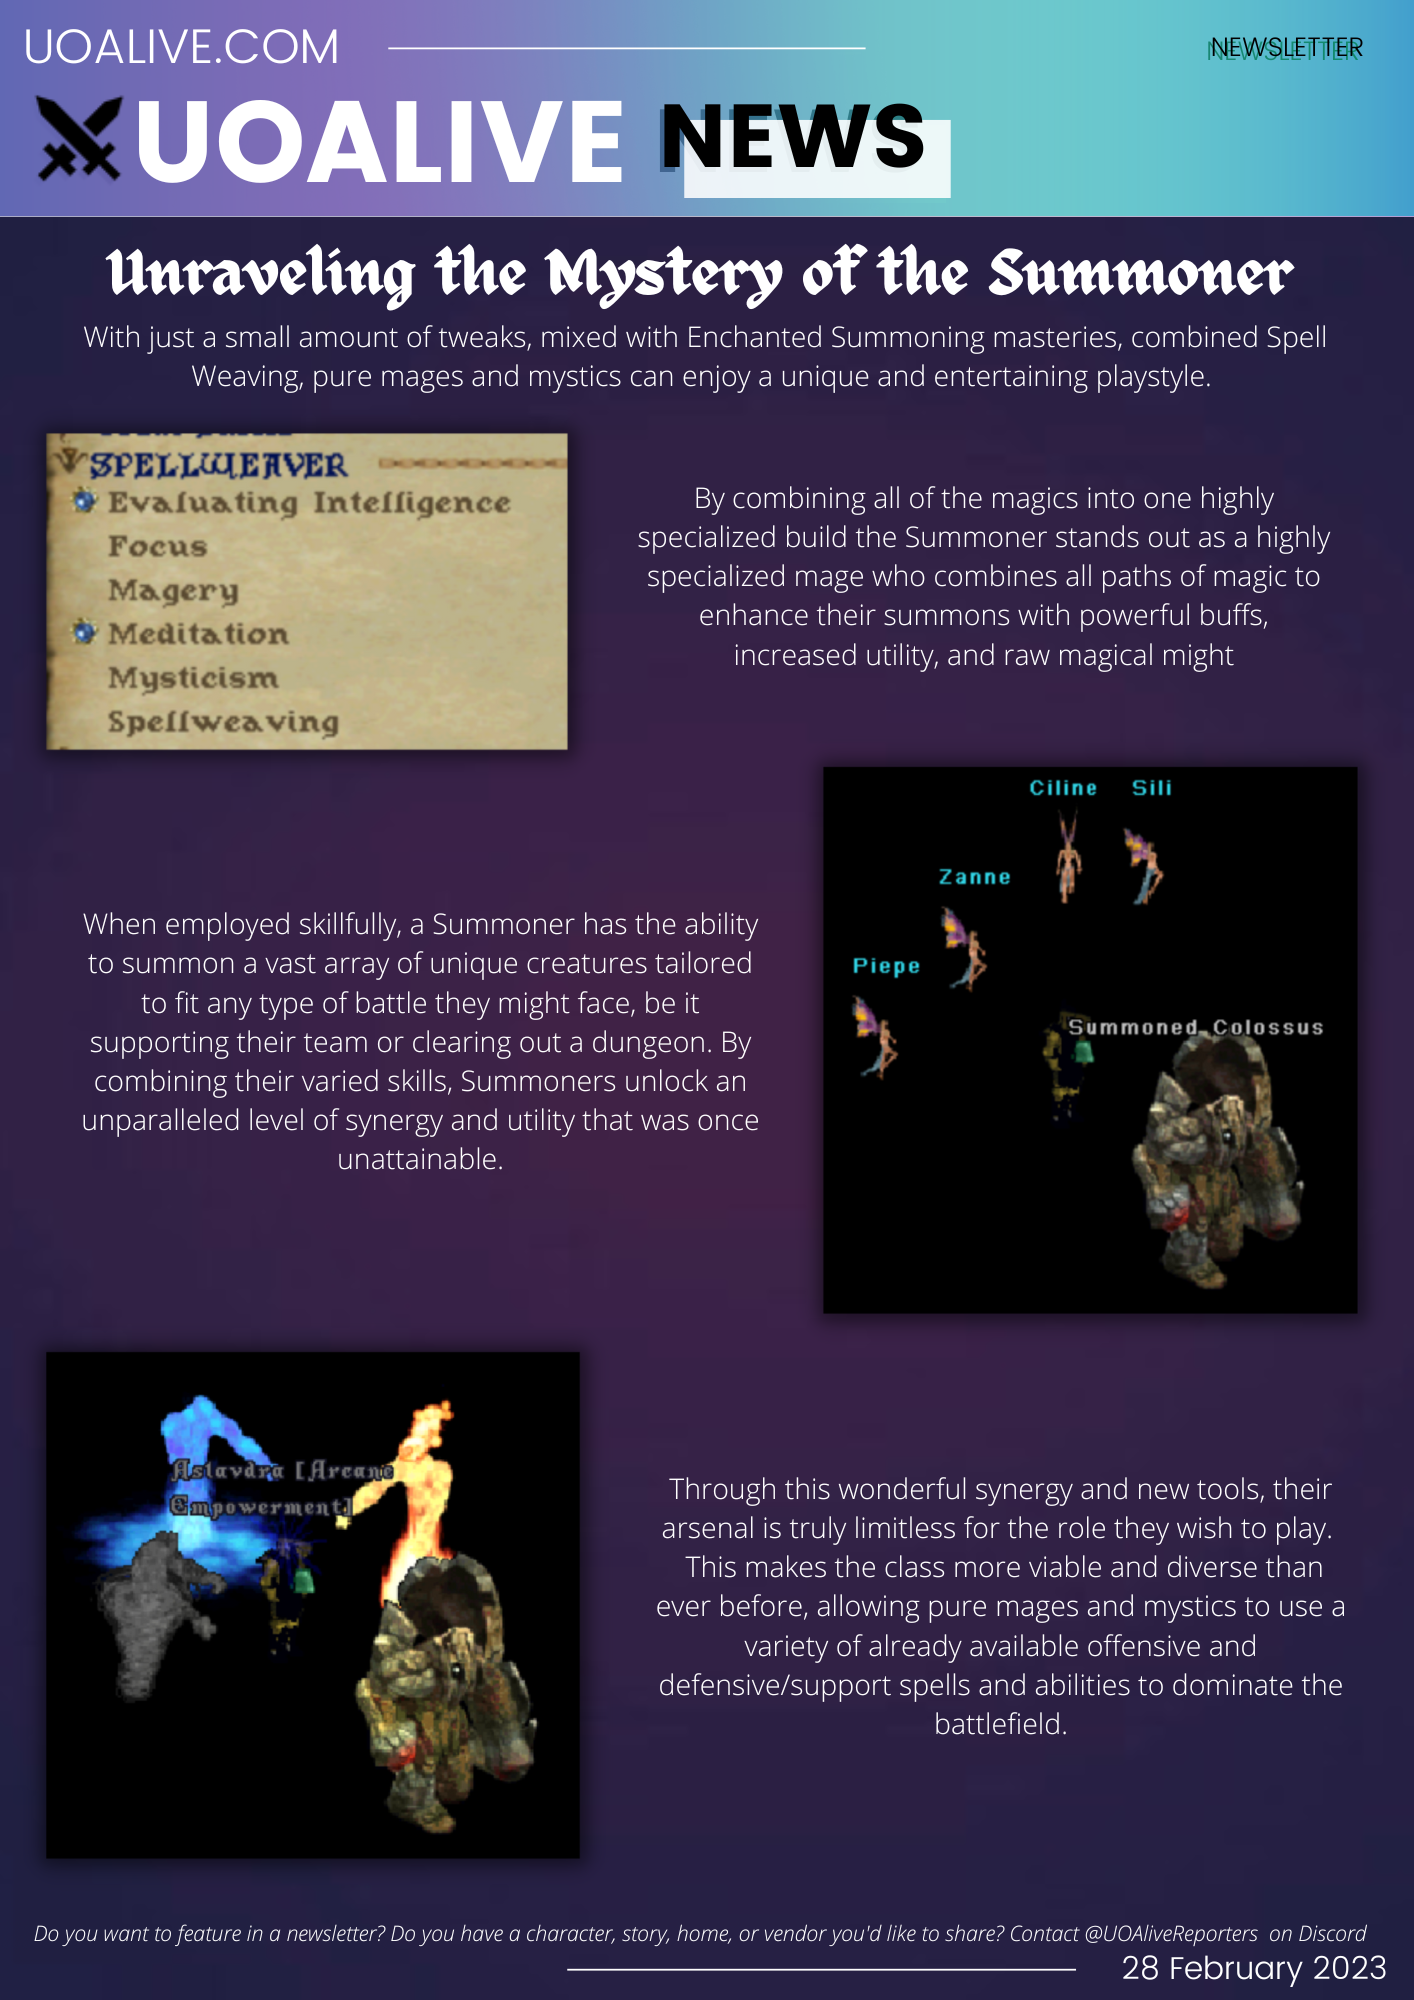 UOALIVE.COM
NEWSLETTER
UOALIVE NEWS
Unraveling the Mystery of the Summoner
With just a small amount of tweaks, mixed with Enchanted Summoning masteries, combined Spell
Weaving, pure mages and mystics can enjoy a unique and entertaining playstyle.
SPELLWEAVER
Evaluating Intelligence
Focus
Magery
Meditation
Mysticism
Spellweaving
By combining all of the magics into one highly
specialized build the Summoner stands out as a highly
specialized mage who combines all paths of magic to
enhance their summons with powerful buffs,
increased utility, and raw magical might
Ciline Sili
Zanne
Piepe
Summoned Colossus
When employed skillfully, a Summoner has the ability
to summon a vast array of unique creatures tailored
to fit any type of battle they might face, be it
supporting their team or clearing out a dungeon. By
combining their varied skills, Summoners unlock an
unparalleled level of synergy and utility that was once
unattainable.
Aslavdra [Arcane
Empowerment]
Through this wonderful synergy and new tools, their
arsenal is truly limitless for the role they wish to play.
This makes the class more viable and diverse than
ever before, allowing pure mages and mystics to use a
variety of already available offensive and
defensive/support spells and abilities to dominate the
battlefield.
Do you want to feature in a newsletter? Do you have a character, story, home, or vendor you'd like to share? Contact @UOAliveReporters on Discord
28 February 2023